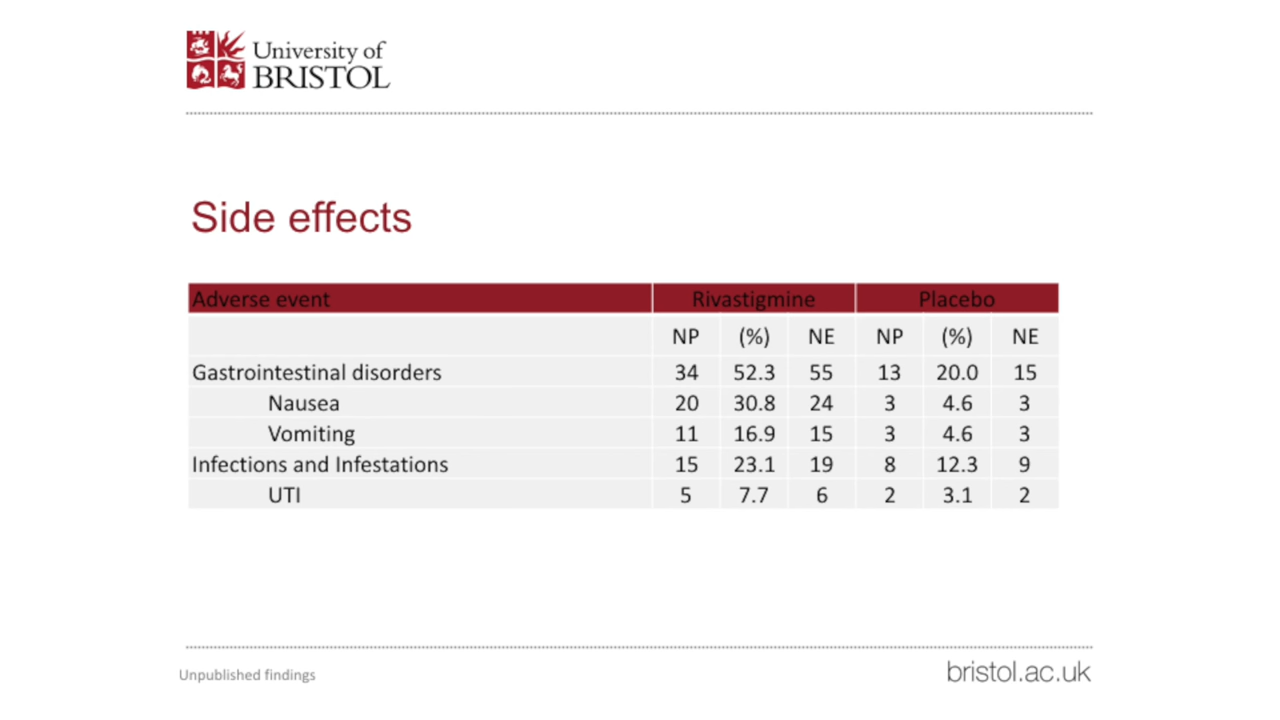 University of
BRISTOL
Side effects
Adverse event Rivastigmine Placebo
NP (%) NE NP (%) NE
Gastrointestinal disorders 34 52.3 55 13 20.0 15
Nausea 20 30.8 24 3 4.6 3
Vomiting 11 16.9 15 3 4.6 3
Infections and Infestations 15 23.1 19 8 12.3 9
UTI 5 7.7 6 2 3.1 2
Unpublished findings
bristol.ac.uk